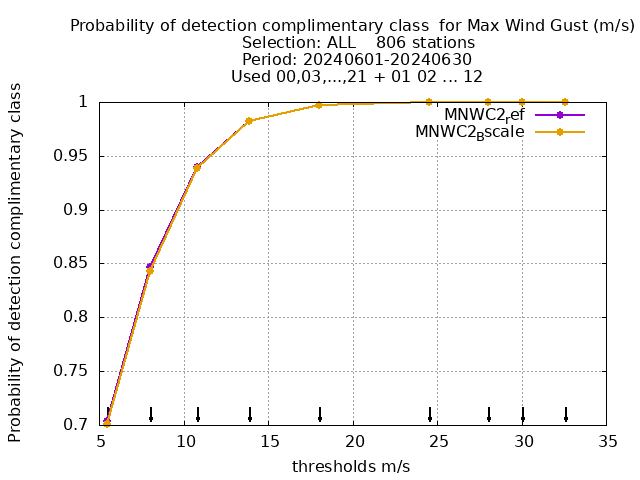 Probability of detection complimentary class  for Max Wind Gust (m/s)
Selection: ALL    806 stations
Period: 20240601-20240630
Used 00,03,...,21 + 01 02 ... 12
Probability of detection complimentary class
1
0.95
0.9
0.85
0.8
0.75
0.7
MNWC2ref
MNWC2Bscale
5 10 15 20 25 30 35
thresholds m/s